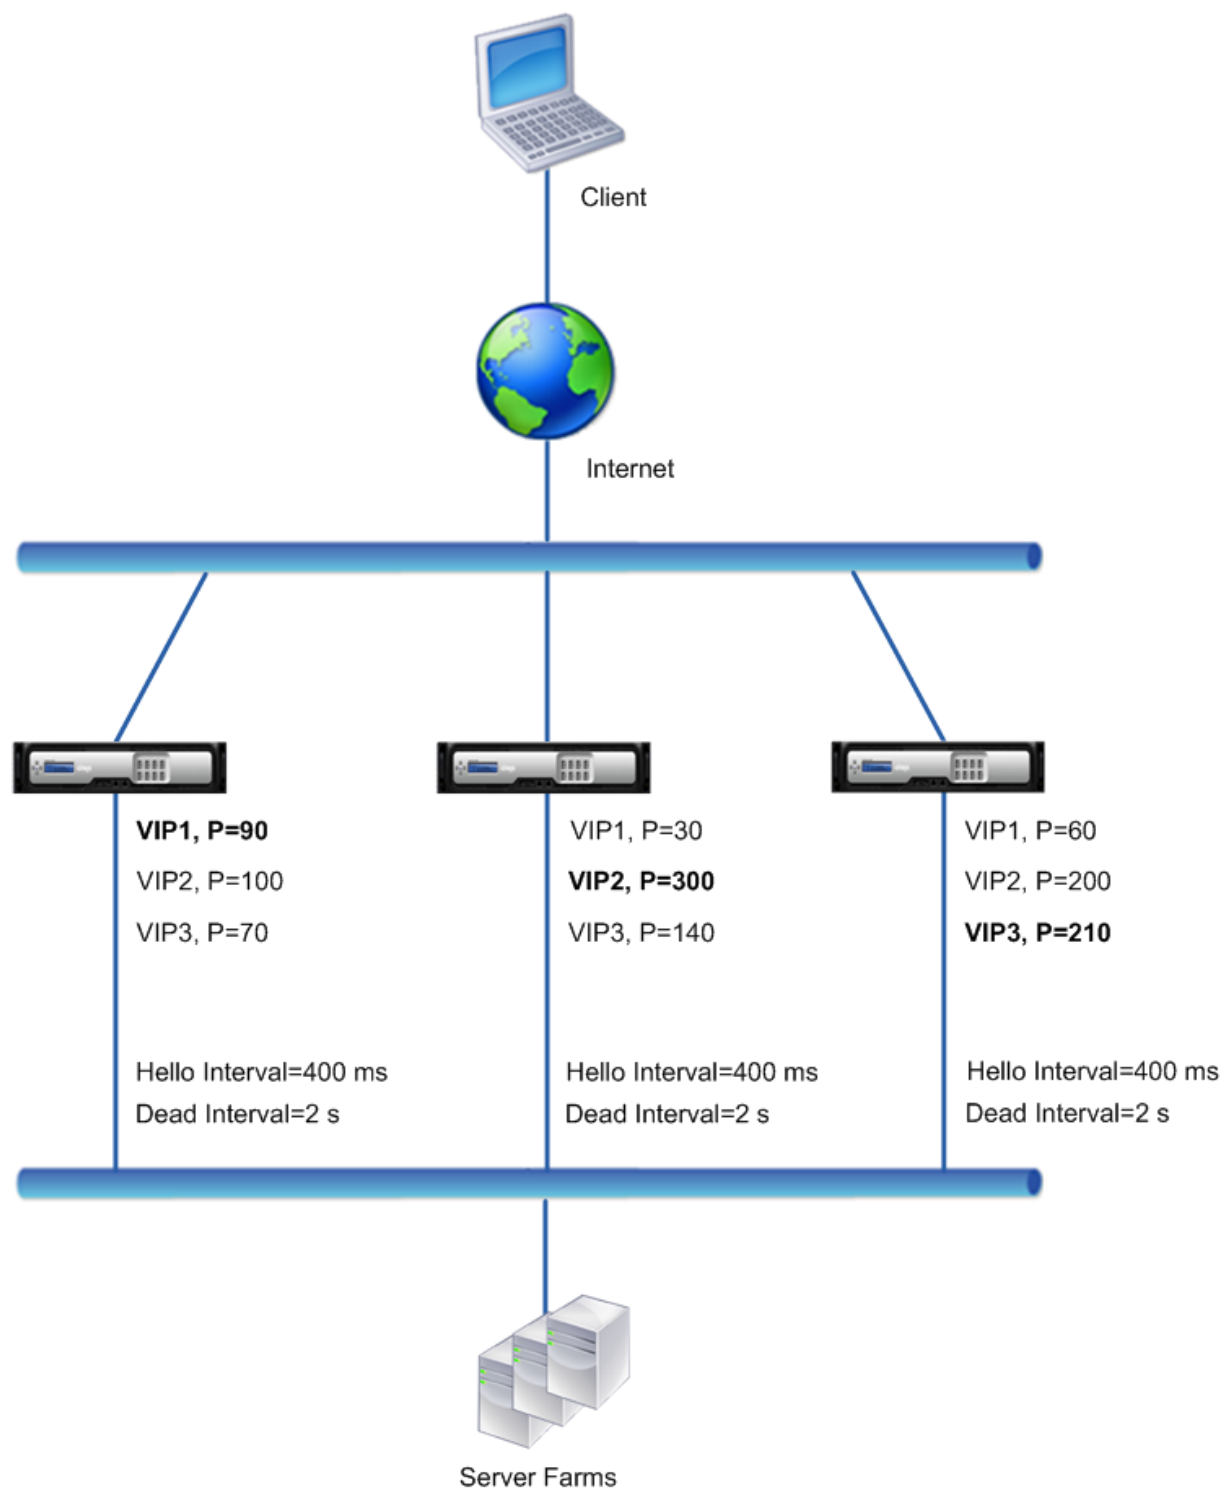 Client
Internet
VIP1, P=90
VIP2, P=100
VIP3, P=70
Hello Interval=400 ms
Dead Interval=2 s
VIP1, P=30
VIP2, P=300
VIP3, P=140
Hello Interval=400 ms
Dead Interval=2 s
VIP1, P=60
VIP2, P=200
VIP3, P=210
Hello Interval=400 ms
Dead Interval=2 s
Server Farms